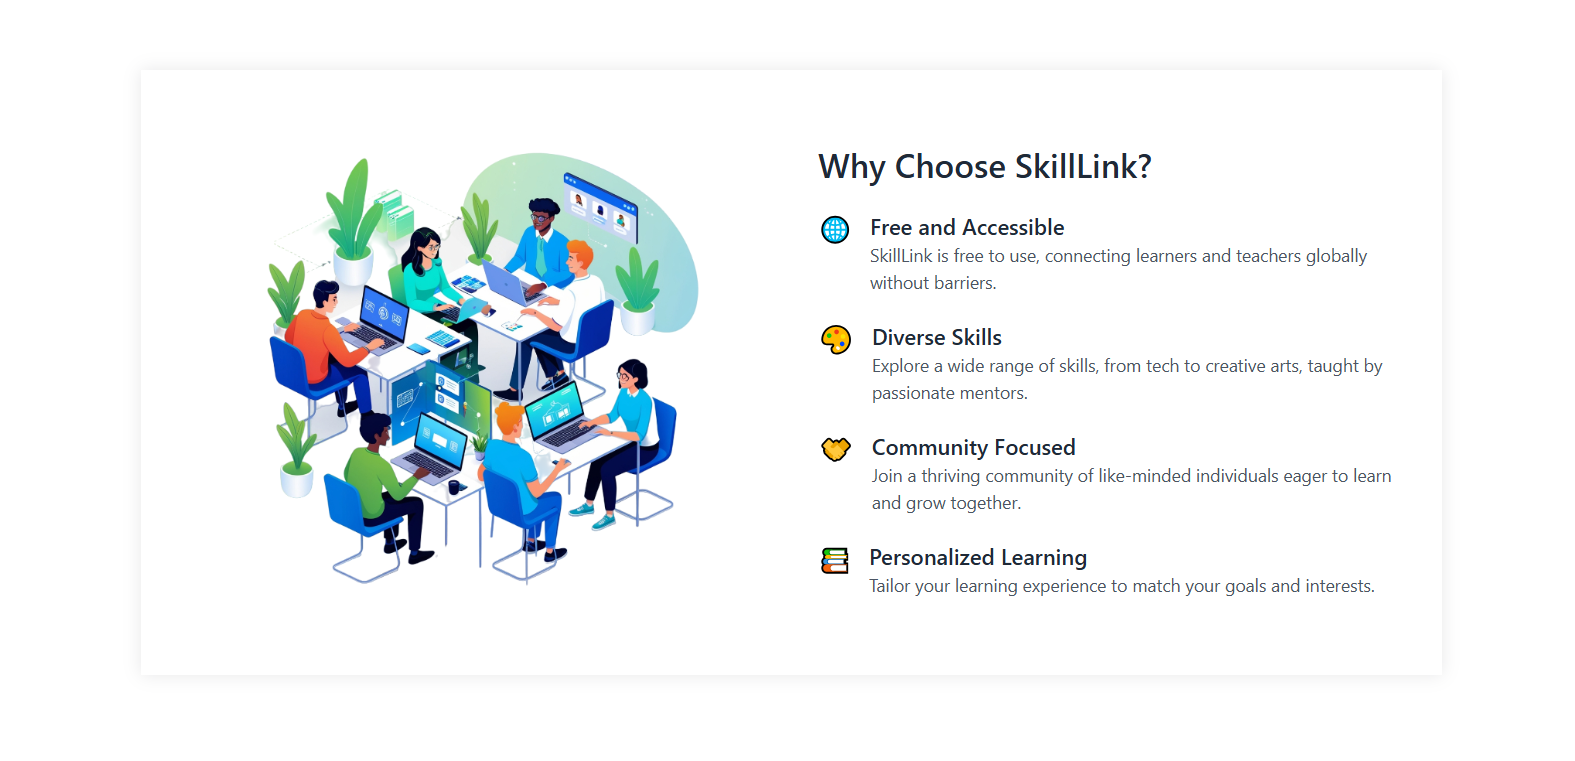 Why Choose SkillLink?
Free and Accessible
SkillLink is free to use, connecting learners and teachers globally
without barriers.
Diverse Skills
Explore a wide range of skills, from tech to creative arts, taught by
passionate mentors.
Community Focused
Join a thriving community of like-minded individuals eager to learn
and grow together.
Personalized Learning
Tailor your learning experience to match your goals and interests.